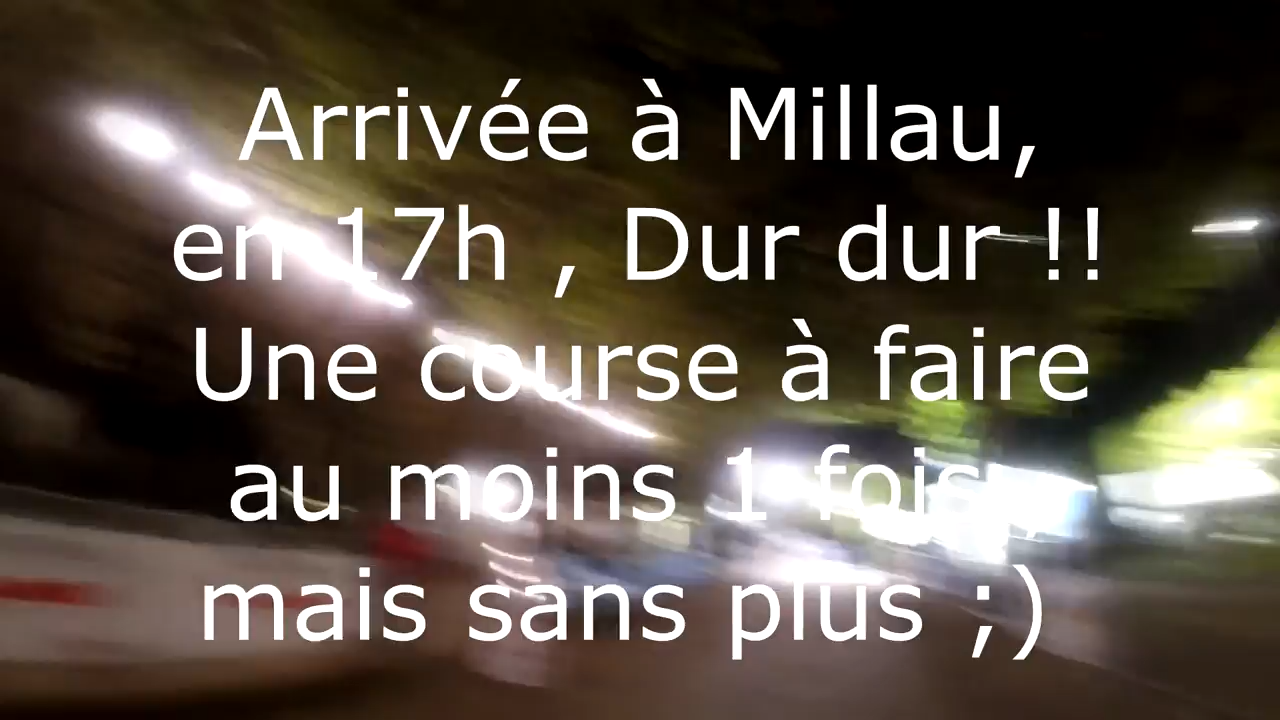 Arrivée à Millau,
en 17h , Dur dur !!
Une course à faire
au moins 1 fois
mais sans plus ;)